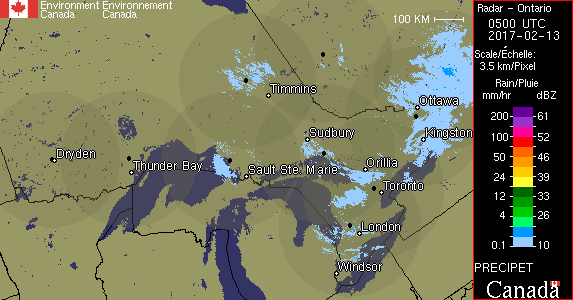 Environment Environnement
Canada Canada
100 KM
Timmins
Ottawa
Sudbury
Kingston
Dryden
Thunder Bay
Sault Ste. Marie
Orillia
Toronto
London
Windsor
Radar - Ontario
0500 UTC
2017-02-13
Scale/Échelle:
3.5 km/Pixel
Rain/Pluie
mm/hr dBZ
200 61
100 52
50 46
24 39
12 33
4 26
0.1 10
PRECIPET
Canada